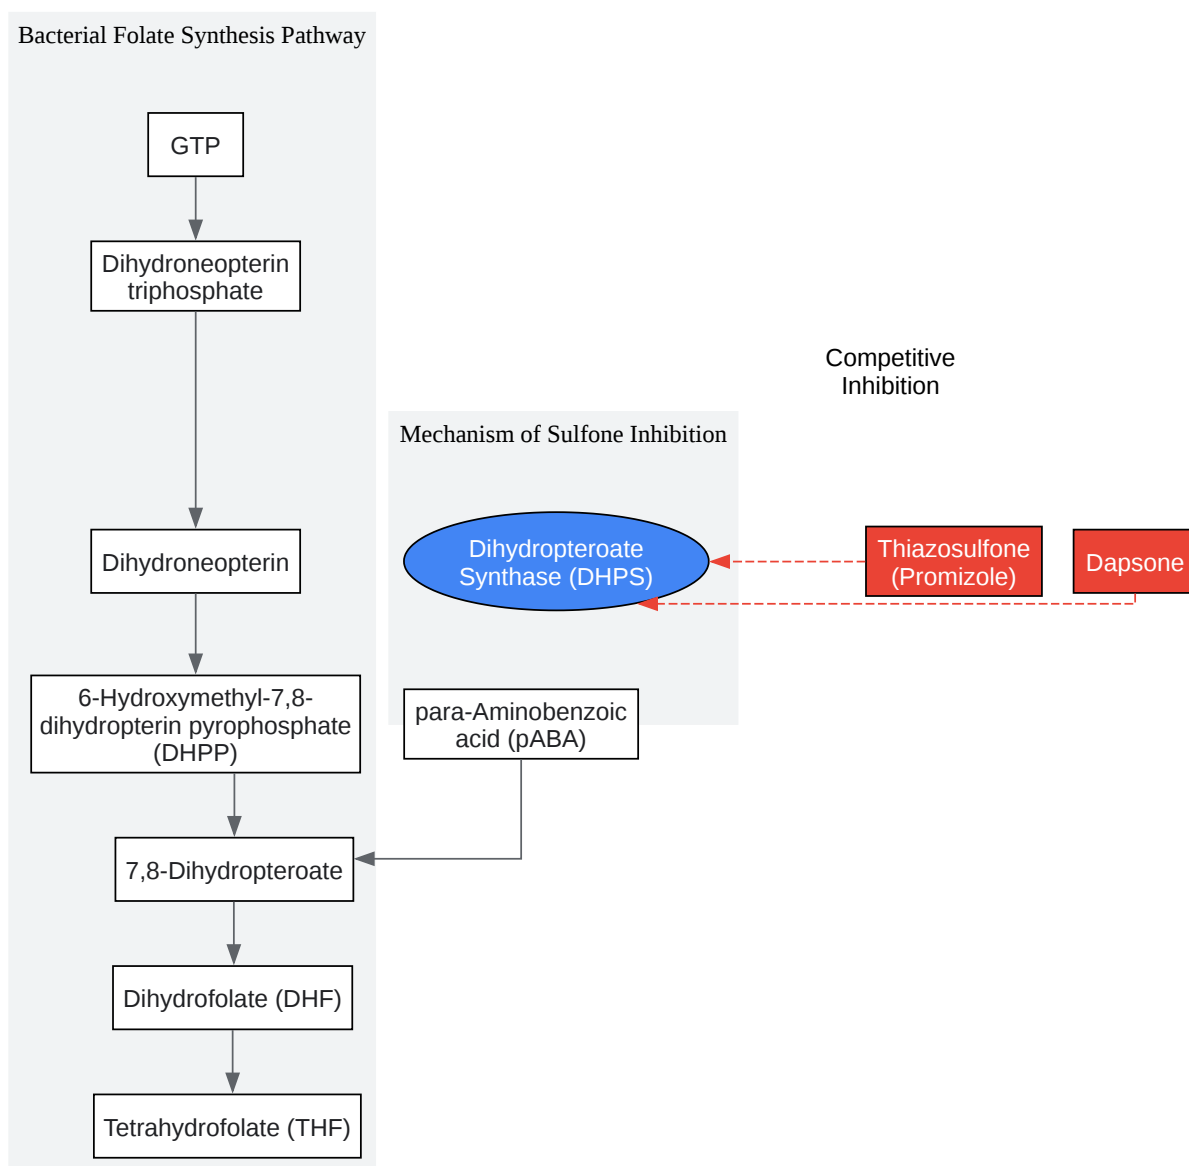 Bacterial Folate Synthesis Pathway
GTP
Dihydroneopterin
triphosphate
Competitive
Inhibition
Mechanism of Sulfone Inhibition
Dihydroneopterin
Dihydropteroate
Synthase (DHPS)
Thiazosulfone
(Promizole)
Dapsone
6-Hydroxymethyl-7,8-
dihydropterin pyrophosphate
(DHPP)
para-Aminobenzoic
acid (pABA)
7,8-Dihydropteroate
Dihydrofolate (DHF)
Tetrahydrofolate (THF)